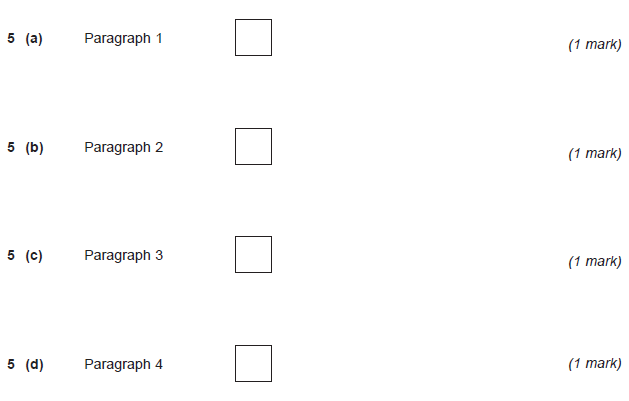 5 (a) Paragraph 1 (1 mark)
5 (b) Paragraph 2 (1 mark)
5 (c) Paragraph 3 (1 mark)
5 (d) Paragraph 4 (1 mark)